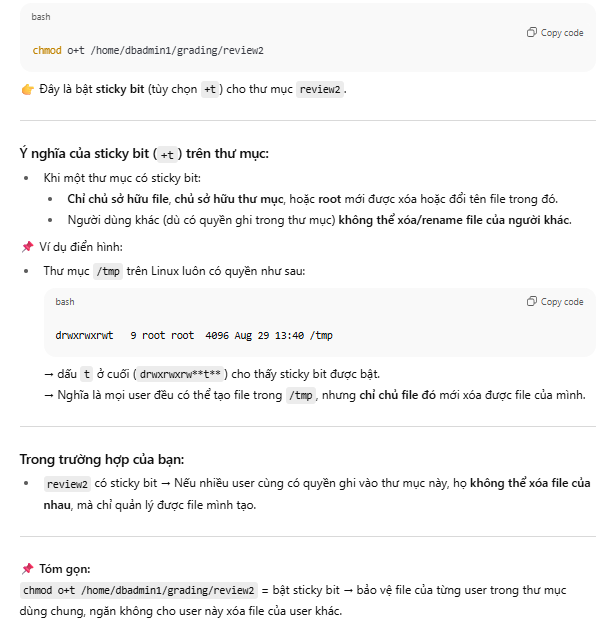 bash
Copy code
chmod o+t /home/dbadmin1/grading/review2
👉 Đây là bật sticky bit (tùy chọn +t) cho thư mục review2.
Ý nghĩa của sticky bit (+t) trên thư mục:
• Khi một thư mục có sticky bit:
• Chỉ chủ sở hữu file, chủ sở hữu thư mục, hoặc root mới được xóa hoặc đổi tên file trong đó.
• Người dùng khác (dù có quyền ghi trong thư mục) không thể xóa/rename file của người khác.
📌 Ví dụ điển hình:
• Thư mục /tmp trên Linux luôn có quyền như sau:
bash
Copy code
drwxrwxrwt 9 root root 4096 Aug 29 13:40 /tmp
→ dấu t ở cuối (drwxrwxrw**t**) cho thấy sticky bit được bật.
→ Nghĩa là mọi user đều có thể tạo file trong /tmp, nhưng chỉ chủ file đó mới xóa được file của mình.
Trong trường hợp của bạn:
• review2 có sticky bit → Nếu nhiều user cùng có quyền ghi vào thư mục này, họ không thể xóa file của
nhau, mà chỉ quản lý được file mình tạo.
📌 Tóm gọn:
chmod o+t /home/dbadmin1/grading/review2 = bật sticky bit → bảo vệ file của từng user trong thư mục
dùng chung, ngăn không cho user này xóa file của user khác.